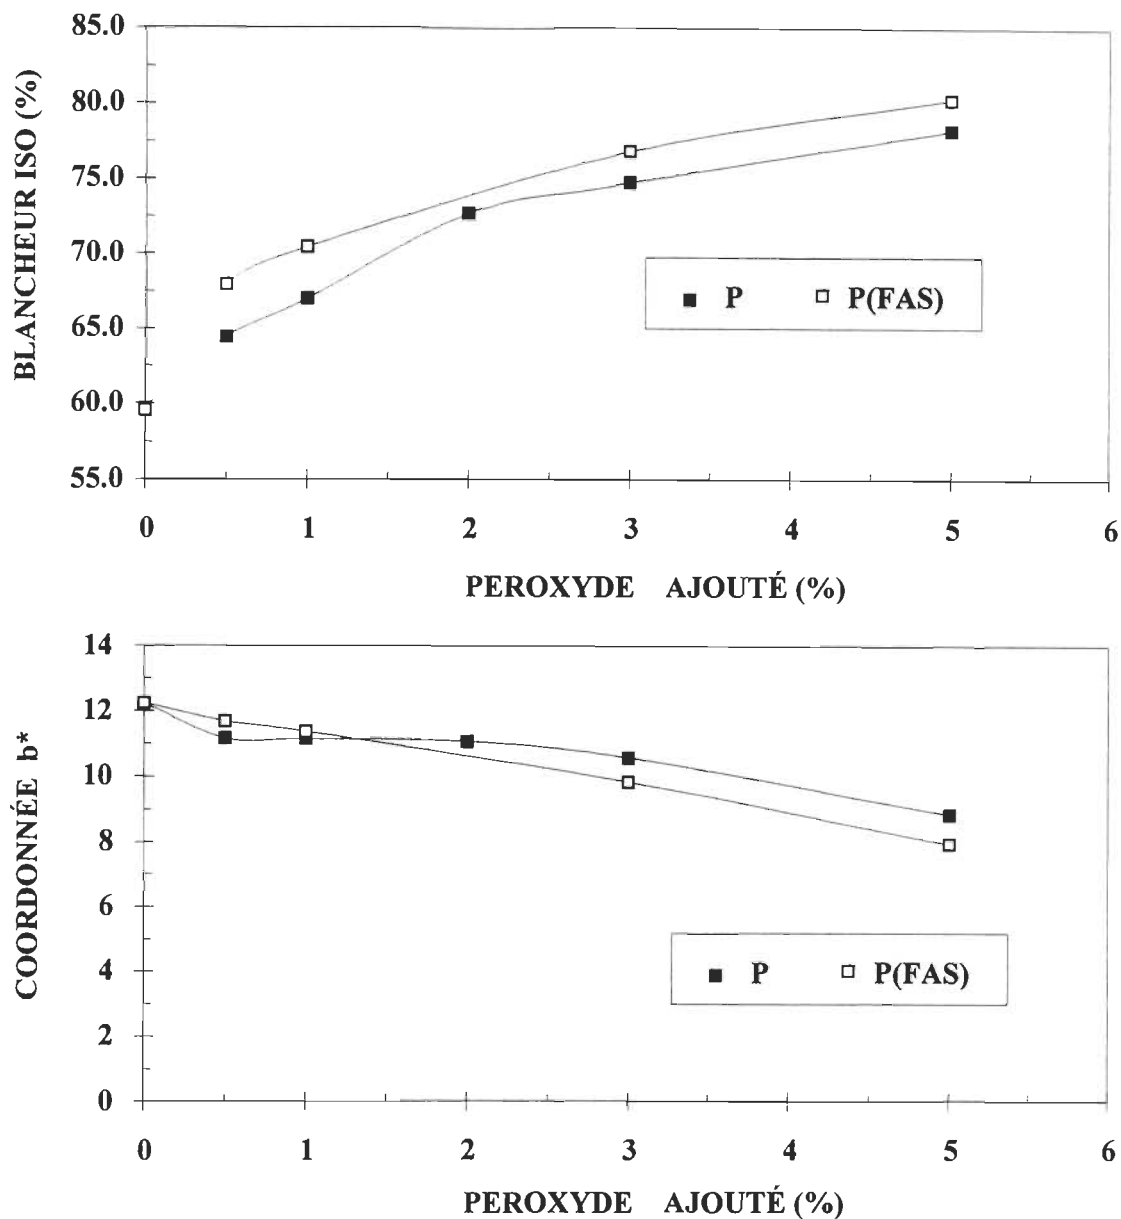 85.0
80.0
75.0
70.0
65.0
60.0
55.0
BLANCHEUR ISO (%)
P P(FAS)
0 1 2 3 4 5 6
PEROXYDE AJOUTÉ (%)
14
12
10
8
6
4
2
0
COORDONNÉE b*
P P(FAS)
0 1 2 3 4 5 6
PEROXYDE AJOUTÉ (%)